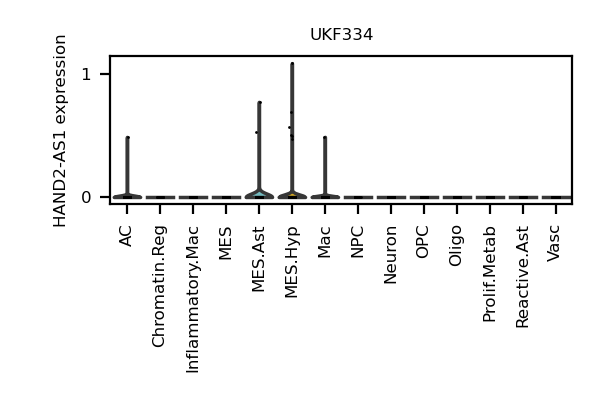 UKF334
HAND2-AS1 expression
1
0
AC
Chromatin.Reg
Inflammatory.Mac
MES
MES.Ast
MES.Hyp
Mac
NPC
Neuron
OPC
Oligo
Prolif.Metab
Reactive.Ast
Vasc